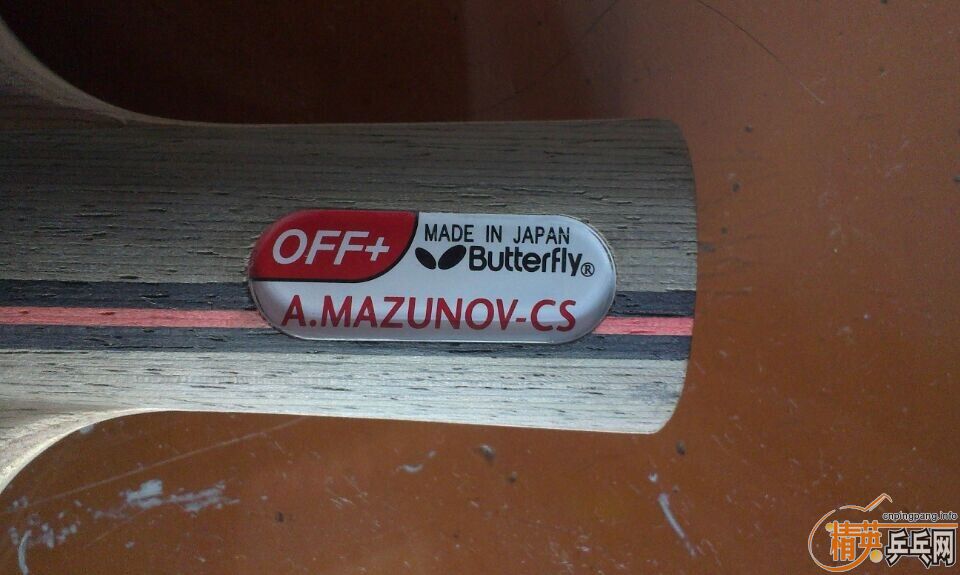 OFF+
MADE IN JAPAN
Butterfly®
A.MAZUNOV-CS
cnpingpang.info
精英乒乓网